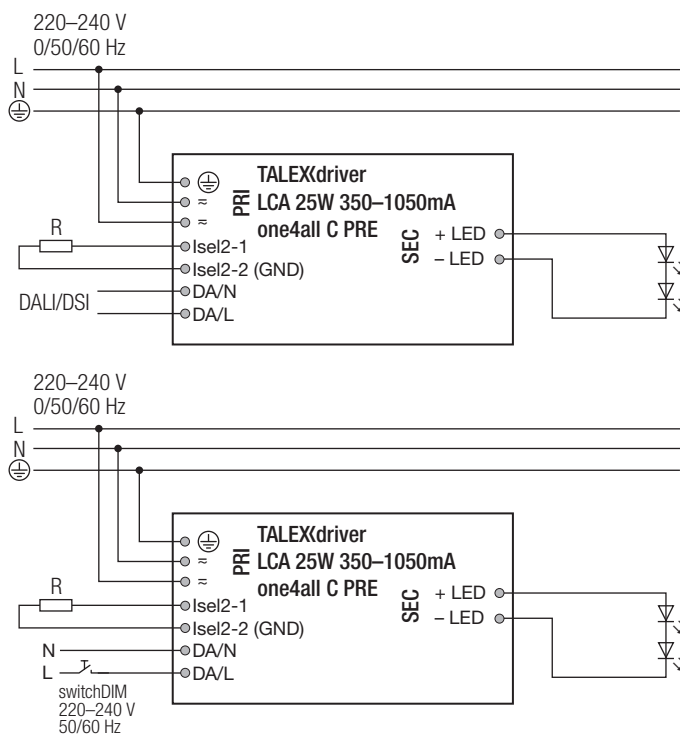 220–240 V
0/50/60 Hz
L
N
TALEXXdriver
≂ LCA 25W 350–1050mA
≂ one4all C PRE
PRI
SEC
+ LED
– LED
R
Isel2-1
Isel2-2 (GND)
DALI/DSI
DA/N
DA/L
220–240 V
0/50/60 Hz
L
N
TALEXXdriver
≂ LCA 25W 350–1050mA
≂ one4all C PRE
PRI
SEC
+ LED
– LED
R
Isel2-1
Isel2-2 (GND)
N DA/N
L DA/L
switchDIM
220–240 V
50/60 Hz